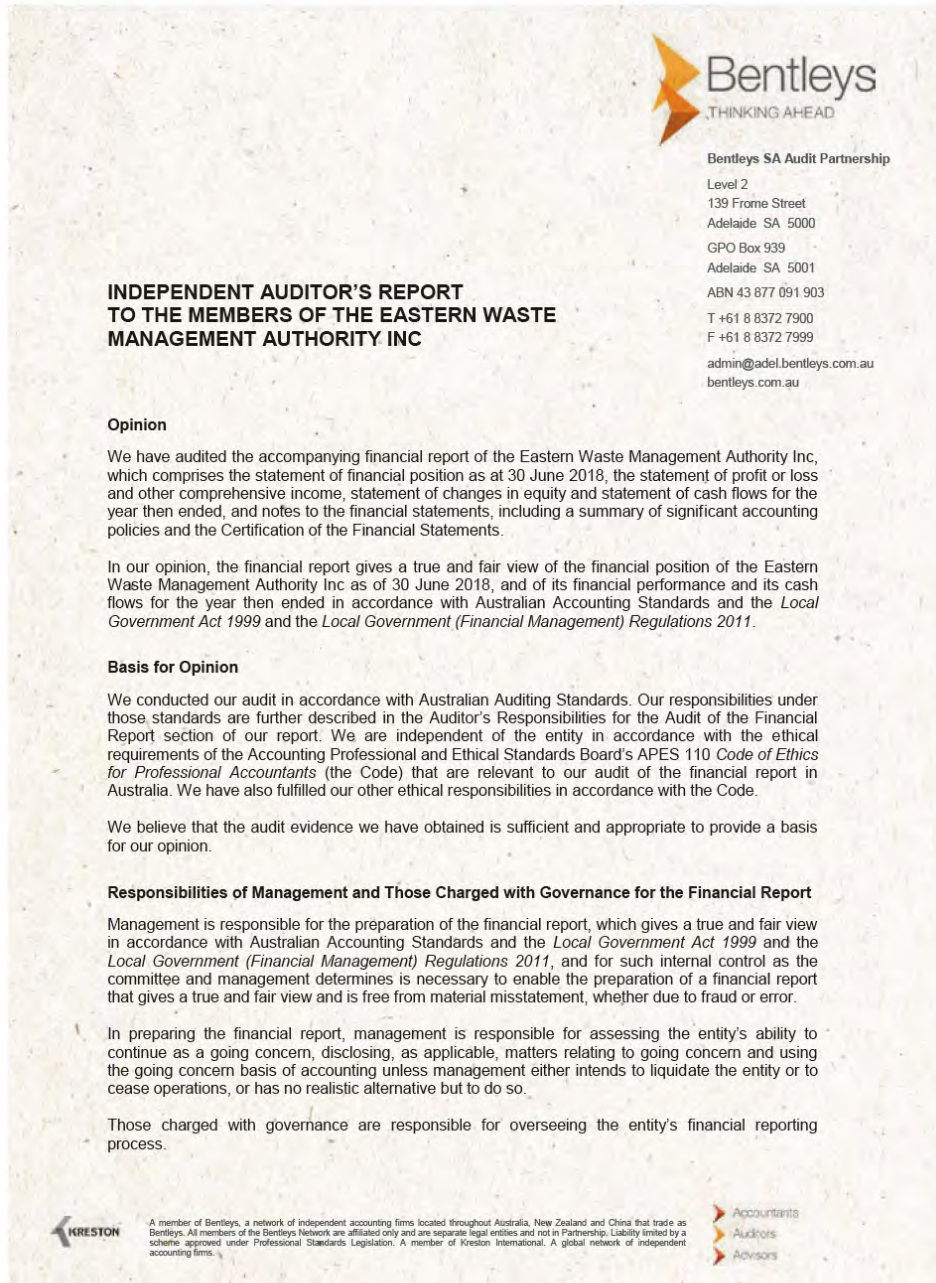 Bentleys
THINKING AHEAD
Bentleys SA Audit Partnership
Level 2
139 Frome Street
Adelaide SA 5000
GPO Box 939
Adelaide SA 5001
ABN 43 877 091 903
T +61 8 8372 7900
F +61 8 8372 7999
admin@adel.bentleys.com.au
bentleys.com.au
INDEPENDENT AUDITOR'S REPORT
TO THE MEMBERS OF THE EASTERN WASTE
MANAGEMENT AUTHORITY INC
Opinion
We have audited the accompanying financial report of the Eastern Waste Management Authority Inc,
which comprises the statement of financial position as at 30 June 2018, the statement of profit or loss
and other comprehensive income, statement of changes in equity and statement of cash flows for the
year then ended, and notes to the financial statements, including a summary of significant accounting
policies and the Certification of the Financial Statements.
In our opinion, the financial report gives a true and fair view of the financial position of the Eastern
Waste Management Authority Inc as of 30 June 2018, and of its financial performance and its cash
flows for the year then ended in accordance with Australian Accounting Standards and the Local
Government Act 1999 and the Local Government (Financial Management) Regulations 2011.
Basis for Opinion
We conducted our audit in accordance with Australian Auditing Standards. Our responsibilities under
those standards are further described in the Auditor's Responsibilities for the Audit of the Financial
Report section of our report. We are independent of the entity in accordance with the ethical
requirements of the Accounting Professional and Ethical Standards Board's APES 110 Code of Ethics
for Professional Accountants (the Code) that are relevant to our audit of the financial report in
Australia. We have also fulfilled our other ethical responsibilities in accordance with the Code.
We believe that the audit evidence we have obtained is sufficient and appropriate to provide a basis
for our opinion.
Responsibilities of Management and Those Charged with Governance for the Financial Report
Management is responsible for the preparation of the financial report, which gives a true and fair view
in accordance with Australian Accounting Standards and the Local Government Act 1999 and the
Local Government (Financial Management) Regulations 2011, and for such internal control as the
committee and management determines is necessary to enable the preparation of a financial report
that gives a true and fair view and is free from material misstatement, whether due to fraud or error.
In preparing the financial report, management is responsible for assessing the entity's ability to
continue as a going concern, disclosing, as applicable, matters relating to going concern and using
the going concern basis of accounting unless management either intends to liquidate the entity or to
cease operations, or has no realistic alternative but to do so.
Those charged with governance are responsible for overseeing the entity's financial reporting
process.
KRESTON
A member of Bentleys, a network of independent accounting firms located throughout Australia, New Zealand and China that trade as
Bentleys. All members of the Bentleys Network are affiliated only and are separate legal entities and not in Partnership. Liability limited by a
scheme approved under Professional Standards Legislation. A member of Kreston International. A global network of independent
accounting firms.
Accountants
Auditors
Advisors